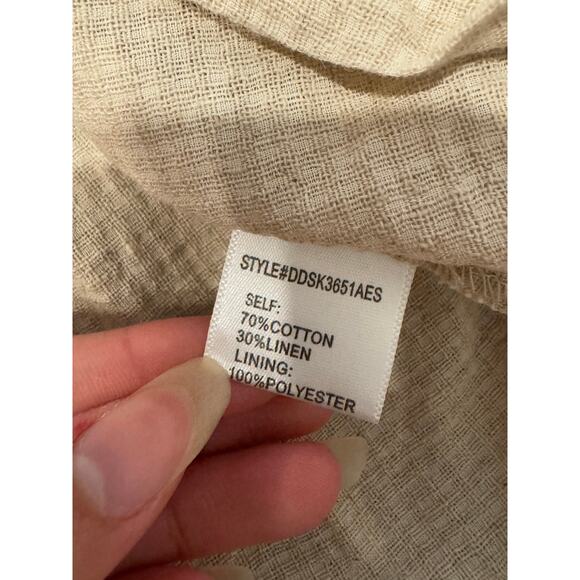 STYLE#DDSK3651AES
SELF:
70%COTTON
30%LINEN
LINING:
100%POLYESTER